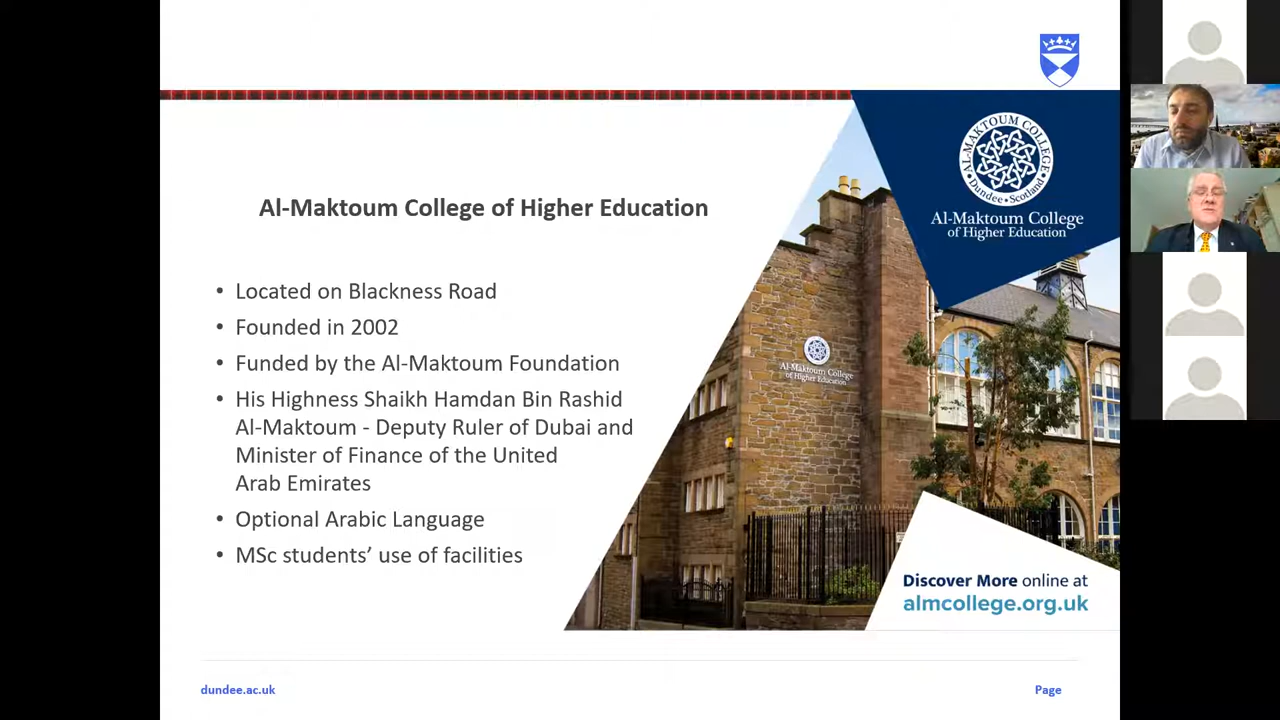 AL-MAKTOUM COLLEGE
• Dundee • Scotland •
Al-Maktoum College
of Higher Education
Al-Maktoum College of Higher Education
• Located on Blackness Road
• Founded in 2002
• Funded by the Al-Maktoum Foundation
• His Highness Shaikh Hamdan Bin Rashid
Al-Maktoum - Deputy Ruler of Dubai and
Minister of Finance of the United
Arab Emirates
• Optional Arabic Language
• MSc students’ use of facilities
Al-Maktoum College
of Higher Education
Discover More online at
almcollege.org.uk
dundee.ac.uk
Page